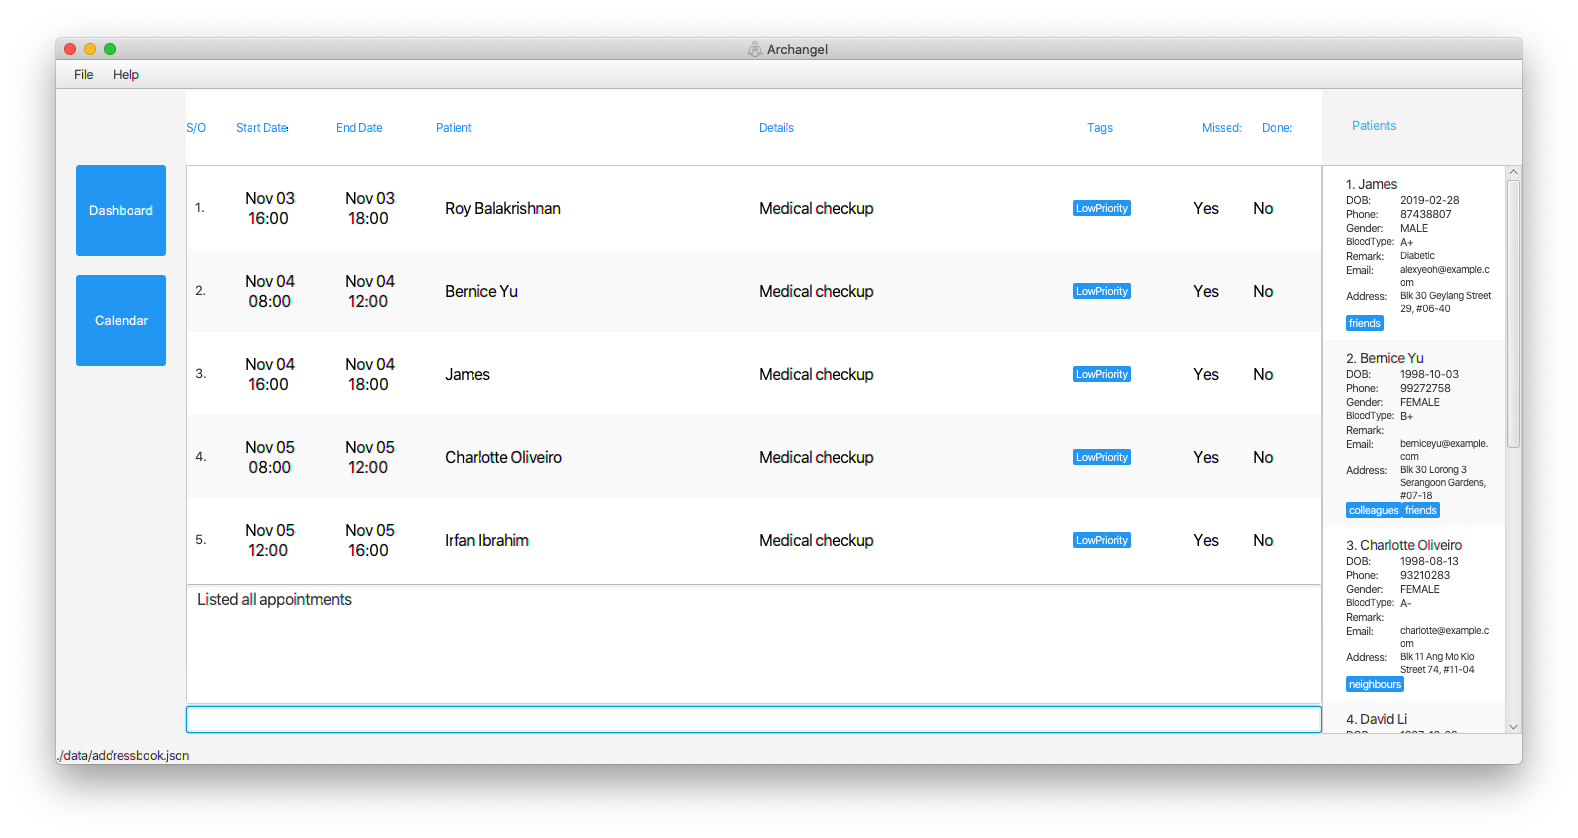 Archangel
File Help
S/O Start Date: End Date Patient Details Tags Missed: Done:
Dashboard
Calendar
1. Nov 03 16:00 Nov 03 18:00 Roy Balakrishnan Medical checkup LowPriority Yes No
2. Nov 04 08:00 Nov 04 12:00 Bernice Yu Medical checkup LowPriority Yes No
3. Nov 04 16:00 Nov 04 18:00 James Medical checkup LowPriority Yes No
4. Nov 05 08:00 Nov 05 12:00 Charlotte Oliveiro Medical checkup LowPriority Yes No
5. Nov 05 12:00 Nov 05 16:00 Irfan Ibrahim Medical checkup LowPriority Yes No
Listed all appointments
Patients
1. James
DOB: 2019-02-28
Phone: 87438807
Gender: MALE
BloodType: A+
Remark: Diabetic
Email: alexyeoh@example.c
om
Address: Blk 30 Geylang Street
29, #06-40
friends
2. Bernice Yu
DOB: 1998-10-03
Phone: 99272758
Gender: FEMALE
BloodType: B+
Remark:
Email: berniceyu@example.
com
Address: Blk 30 Lorong 3
Serangoon Gardens,
#07-18
colleagues friends
3. Charlotte Oliveiro
DOB: 1998-08-13
Phone: 93210283
Gender: FEMALE
BloodType: A-
Remark:
Email: charlotte@example.c
om
Address: Blk 11 Ang Mo Kio
Street 74, #11-04
neighbours
4. David Li
./data/addressbook.json